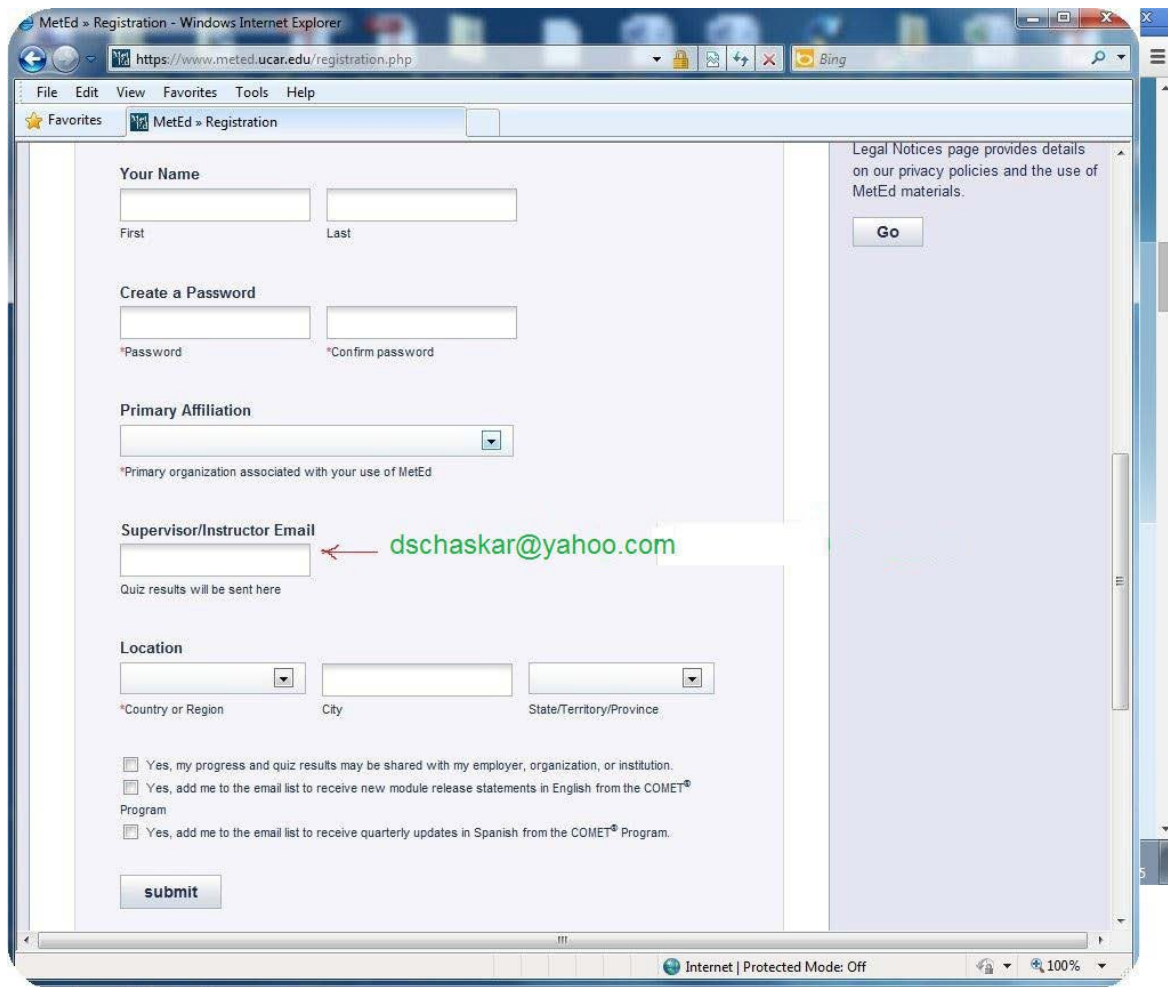 MetEd » Registration - Windows Internet Explorer
https://www.meted.ucar.edu/registration.php
Bing
File Edit View Favorites Tools Help
Favorites
MetEd » Registration
Legal Notices page provides details
on our privacy policies and the use of
MetEd materials.
Go
Your Name
First Last
Create a Password
*Password *Confirm password
Primary Affiliation
*Primary organization associated with your use of MetEd
Supervisor/Instructor Email
dschaskar@yahoo.com
Quiz results will be sent here
Location
*Country or Region City State/Territory/Province
Yes, my progress and quiz results may be shared with my employer, organization, or institution.
Yes, add me to the email list to receive new module release statements in English from the COMET®
Program
Yes, add me to the email list to receive quarterly updates in Spanish from the COMET® Program.
submit
Internet | Protected Mode: Off 100%
5